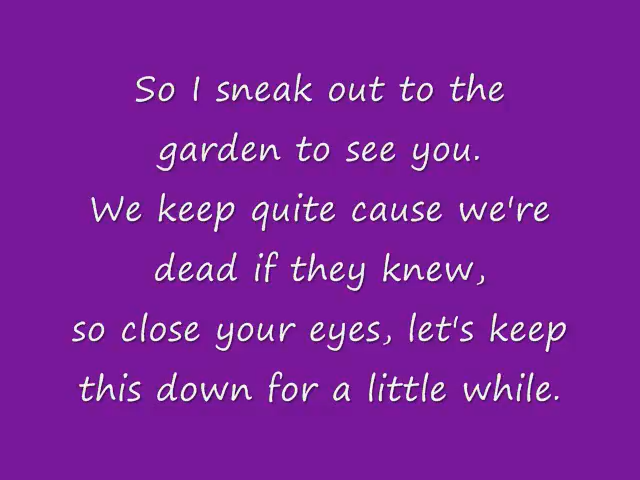 So I sneak out to the
garden to see you.
We keep quite cause we're
dead if they knew,
so close your eyes, let's keep
this down for a little while.